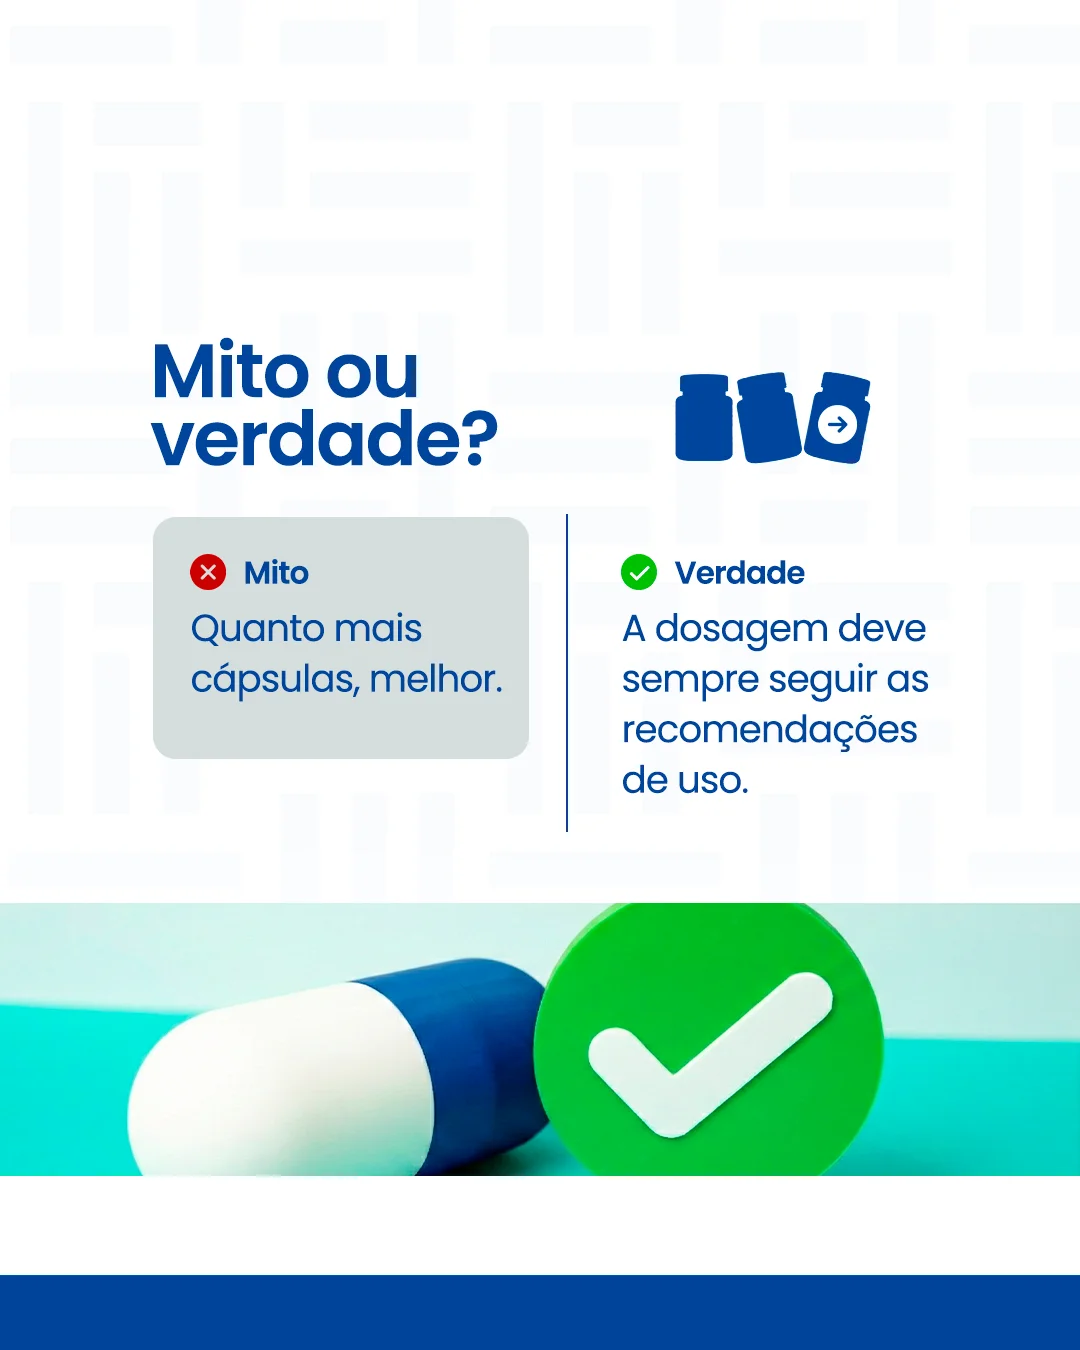 Mito ou
verdade?
Mito
Quanto mais
cápsulas, melhor.
Verdade
A dosagem deve
sempre seguir as
recomendações
de uso.